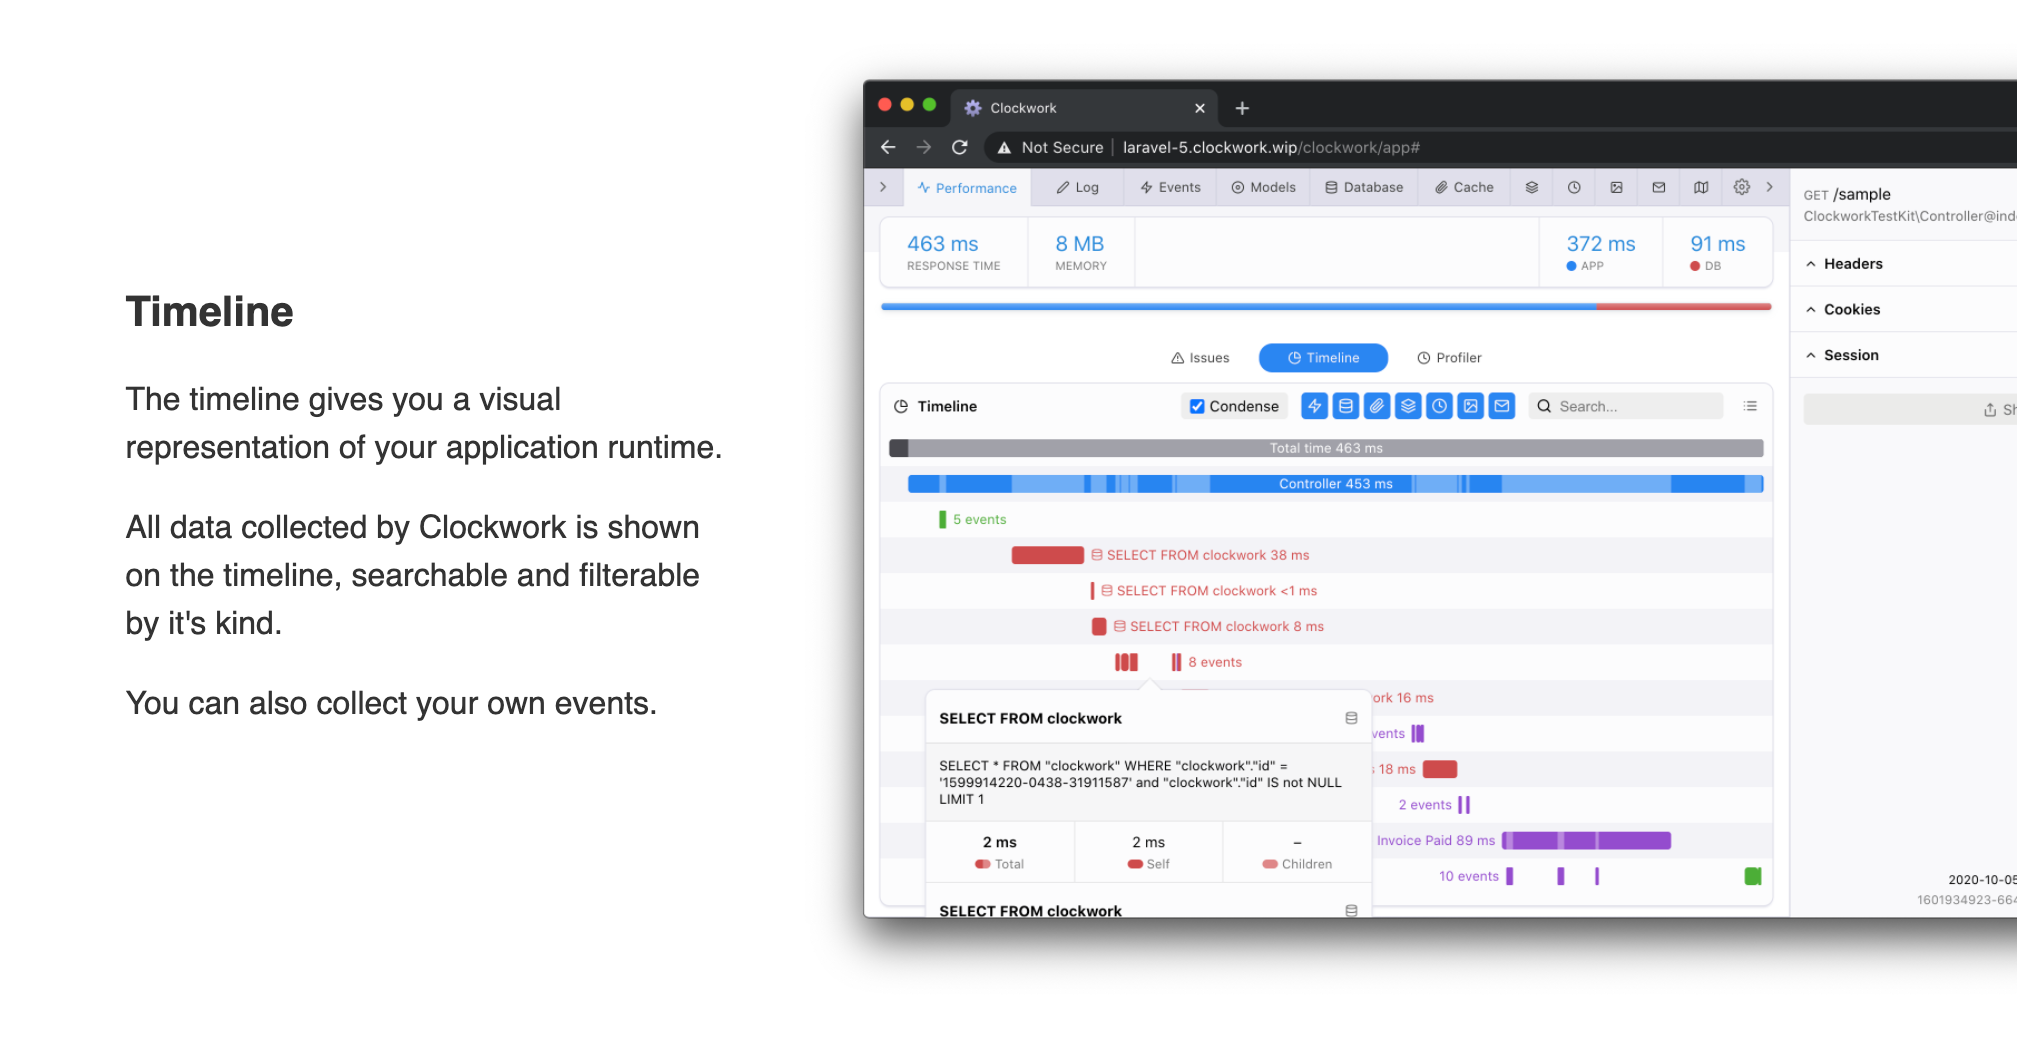 Timeline
The timeline gives you a visual
representation of your application runtime.
All data collected by Clockwork is shown
on the timeline, searchable and filterable
by it's kind.
You can also collect your own events.
Clockwork
Not Secure | laravel-5.clockwork.wip/clockwork/app#
Performance Log Events Models Database Cache
463 ms 8 MB 372 ms 91 ms
RESPONSE TIME MEMORY APP DB
Issues Timeline Profiler
Timeline Condense Search...
Total time 463 ms
Controller 453 ms
5 events
SELECT FROM clockwork 38 ms
SELECT FROM clockwork <1 ms
SELECT FROM clockwork 8 ms
8 events
16 ms
18 ms
2 events
Invoice Paid 89 ms
10 events
SELECT FROM clockwork
SELECT * FROM "clockwork" WHERE "clockwork"."id" =
'1599914220-0438-31911587' and "clockwork"."id" IS not NULL
LIMIT 1
2 ms 2 ms –
Total Self Children
SELECT FROM clockwork
GET /sample
ClockworkTestKit\Controller@ind
Headers
Cookies
Session
2020-10-05
1601934923-664